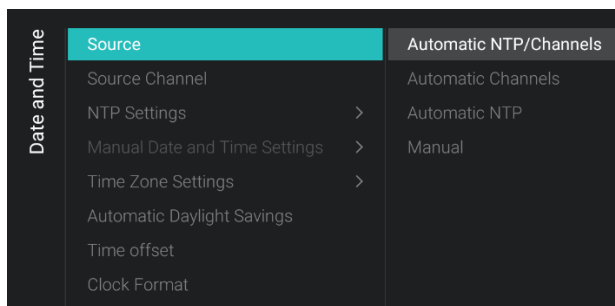 Date and Time
Source
Source Channel
NTP Settings >
Manual Date and Time Settings >
Time Zone Settings >
Automatic Daylight Savings
Time offset
Clock Format
Automatic NTP/Channels
Automatic Channels
Automatic NTP
Manual